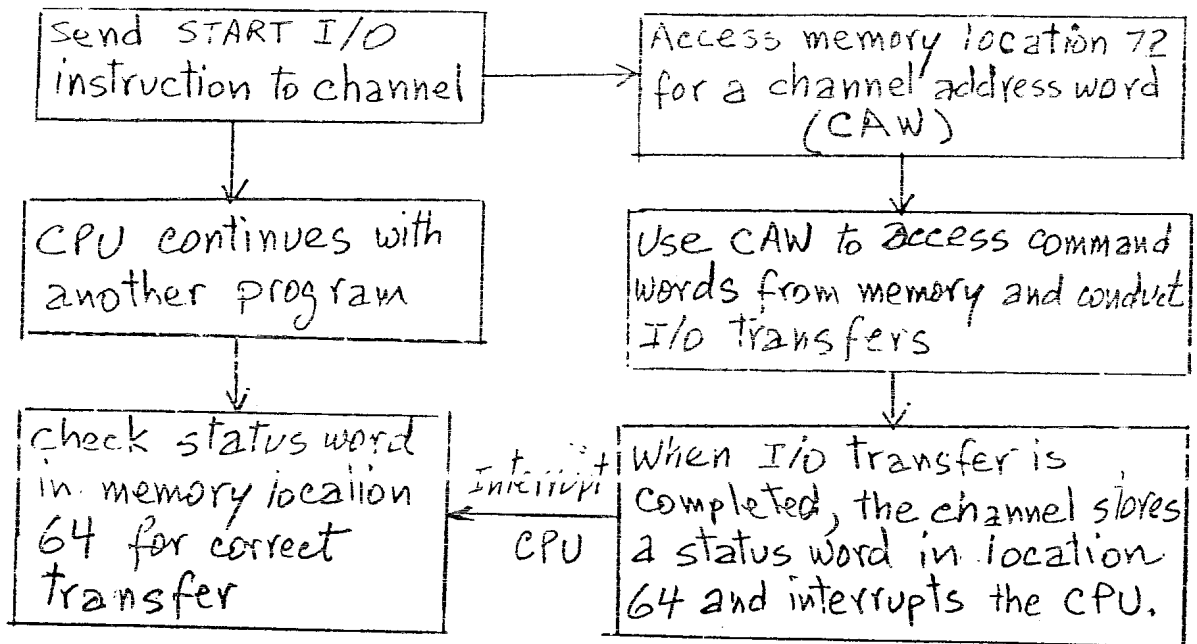 Send START I/O
instruction to channel
Access memory location 72
for a channel address word
(CAW)
CPU continues with
another program
Use CAW to access command
words from memory and conduct
I/O transfers
Check status word
in memory location
64 for correct
transfer
Interrupt
CPU
When I/O transfer is
completed, the channel stores
a status word in location
64 and interrupts the CPU.